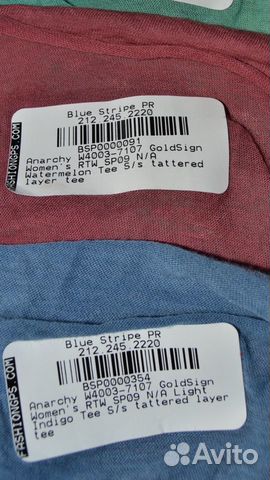 Blue Stripe PR
212.245.2220
BSP0000091
Anarchy W4003-7107 GoldSign
Women's RTW SP09 N/A
Watermelon Tee S/s tattered
layer tee
FASHIONGPS.COM
Blue Stripe PR
212.245.2220
BSP0000354
Anarchy W4003-7107 GoldSign
Women's RTW SP09 N/A Light
Indigo Tee S/s tattered layer
tee
FASHIONGPS.COM
Avito